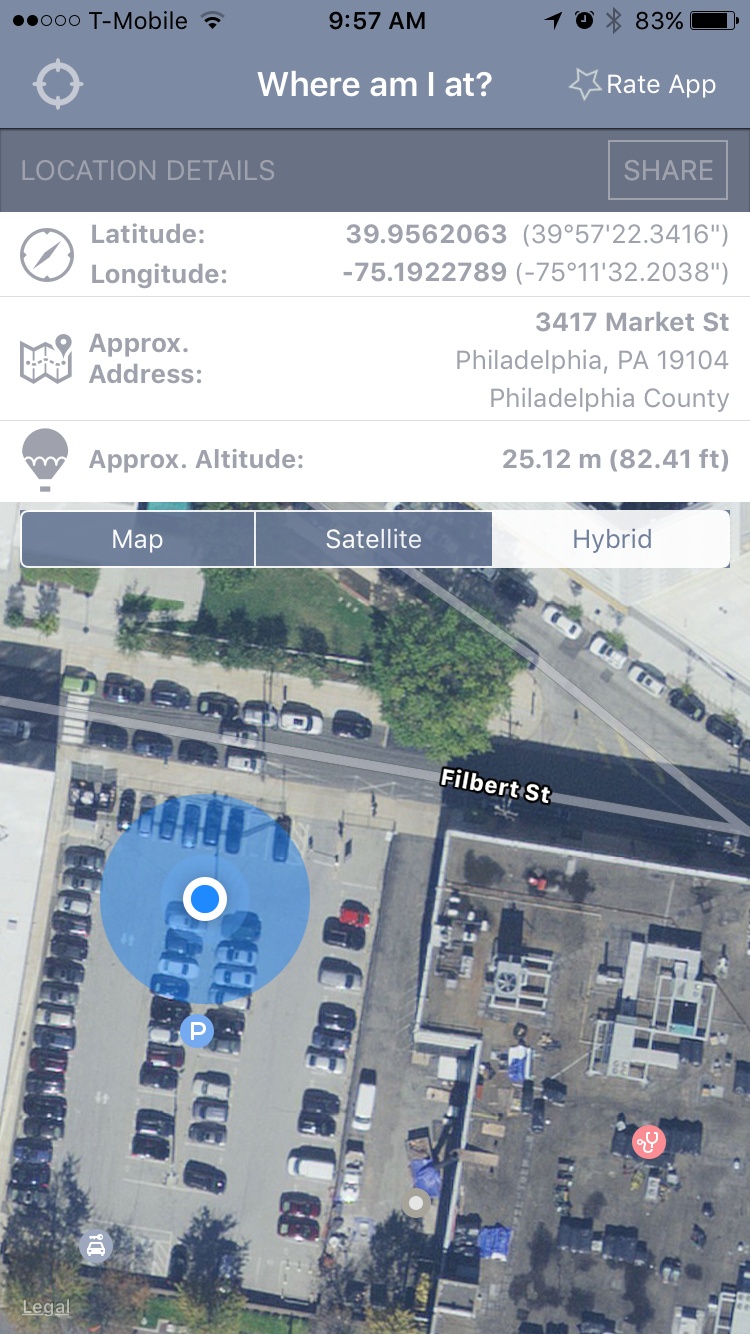 T-Mobile 9:57 AM 83%
Where am I at? Rate App
LOCATION DETAILS SHARE
Latitude: 39.9562063 (39°57'22.3416")
Longitude: -75.1922789 (-75°11'32.2038")
Approx. Address:
3417 Market St
Philadelphia, PA 19104
Philadelphia County
Approx. Altitude: 25.12 m (82.41 ft)
Map Satellite Hybrid
Filbert St
P
Legal